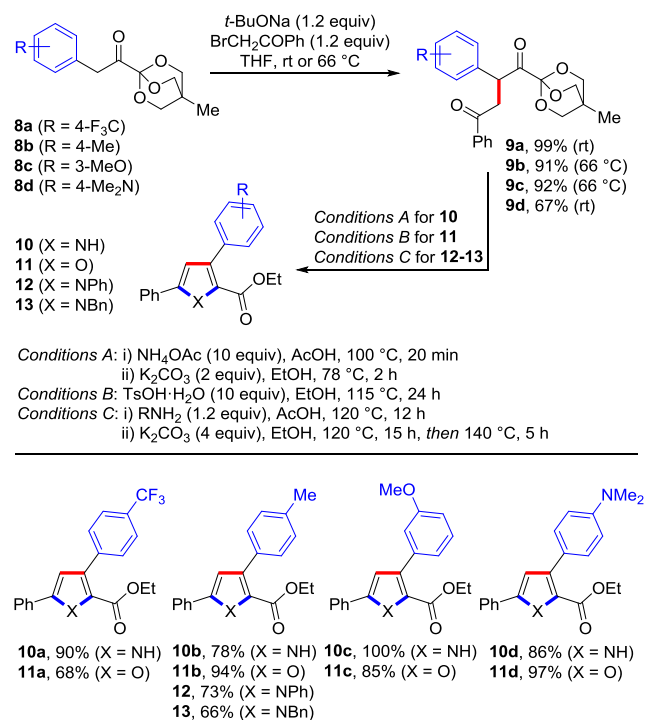 t-BuONa (1.2 equiv)
BrCH2COPh (1.2 equiv)
THF, rt or 66 °C
R
O
O
O
O
Me
8a (R = 4-F3C)
8b (R = 4-Me)
8c (R = 3-MeO)
8d (R = 4-Me2N)
R
O
O
O
O
O
Me
Ph
9a, 99% (rt)
9b, 91% (66 °C)
9c, 92% (66 °C)
9d, 67% (rt)
Conditions A for 10
Conditions B for 11
Conditions C for 12-13
10 (X = NH)
11 (X = O)
12 (X = NPh)
13 (X = NBn)
R
Ph
X
OEt
O
Conditions A: i) NH4OAc (10 equiv), AcOH, 100 °C, 20 min
ii) K2CO3 (2 equiv), EtOH, 78 °C, 2 h
Conditions B: TsOH·H2O (10 equiv), EtOH, 115 °C, 24 h
Conditions C: i) RNH2 (1.2 equiv), AcOH, 120 °C, 12 h
ii) K2CO3 (4 equiv), EtOH, 120 °C, 15 h, then 140 °C, 5 h
CF3
Ph
X
OEt
O
10a, 90% (X = NH)
11a, 68% (X = O)
Me
Ph
X
OEt
O
10b, 78% (X = NH)
11b, 94% (X = O)
12, 73% (X = NPh)
13, 66% (X = NBn)
MeO
Ph
X
OEt
O
10c, 100% (X = NH)
11c, 85% (X = O)
NMe2
Ph
X
OEt
O
10d, 86% (X = NH)
11d, 97% (X = O)